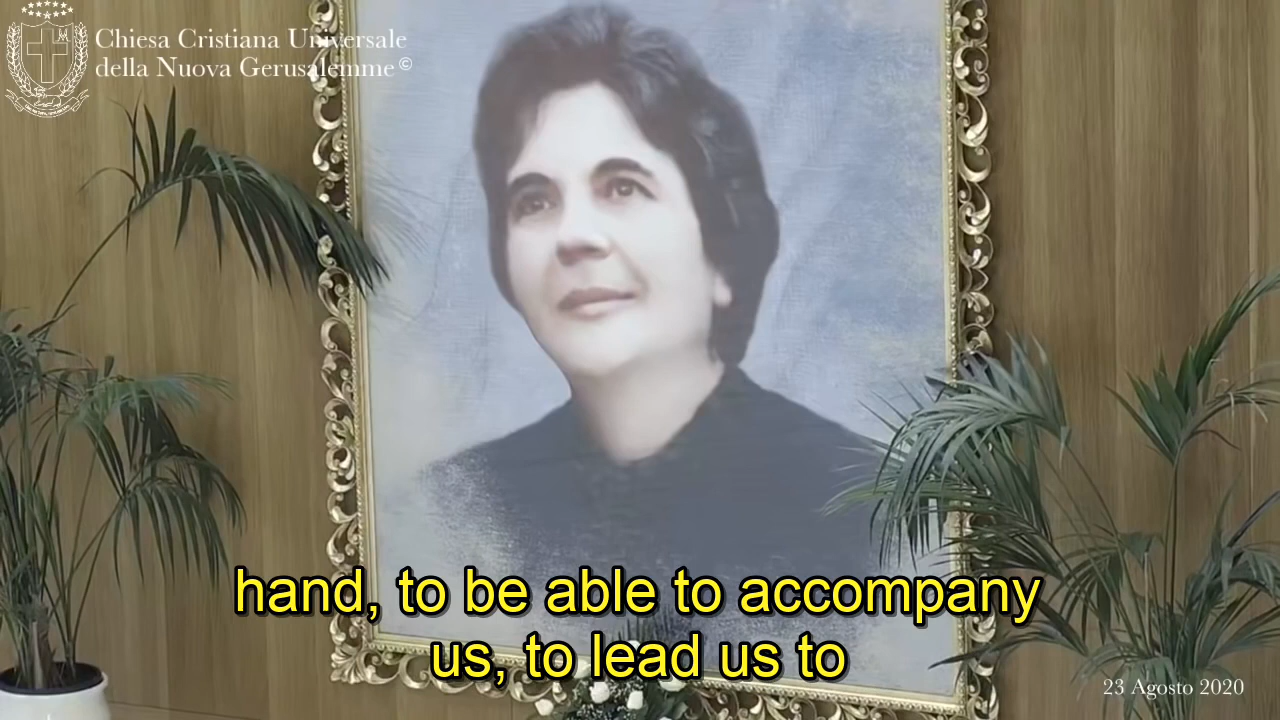 Chiesa Cristiana Universale
della Nuova Gerusalemme©
M
hand, to be able to accompany
us, to lead us to
23 Agosto 2020